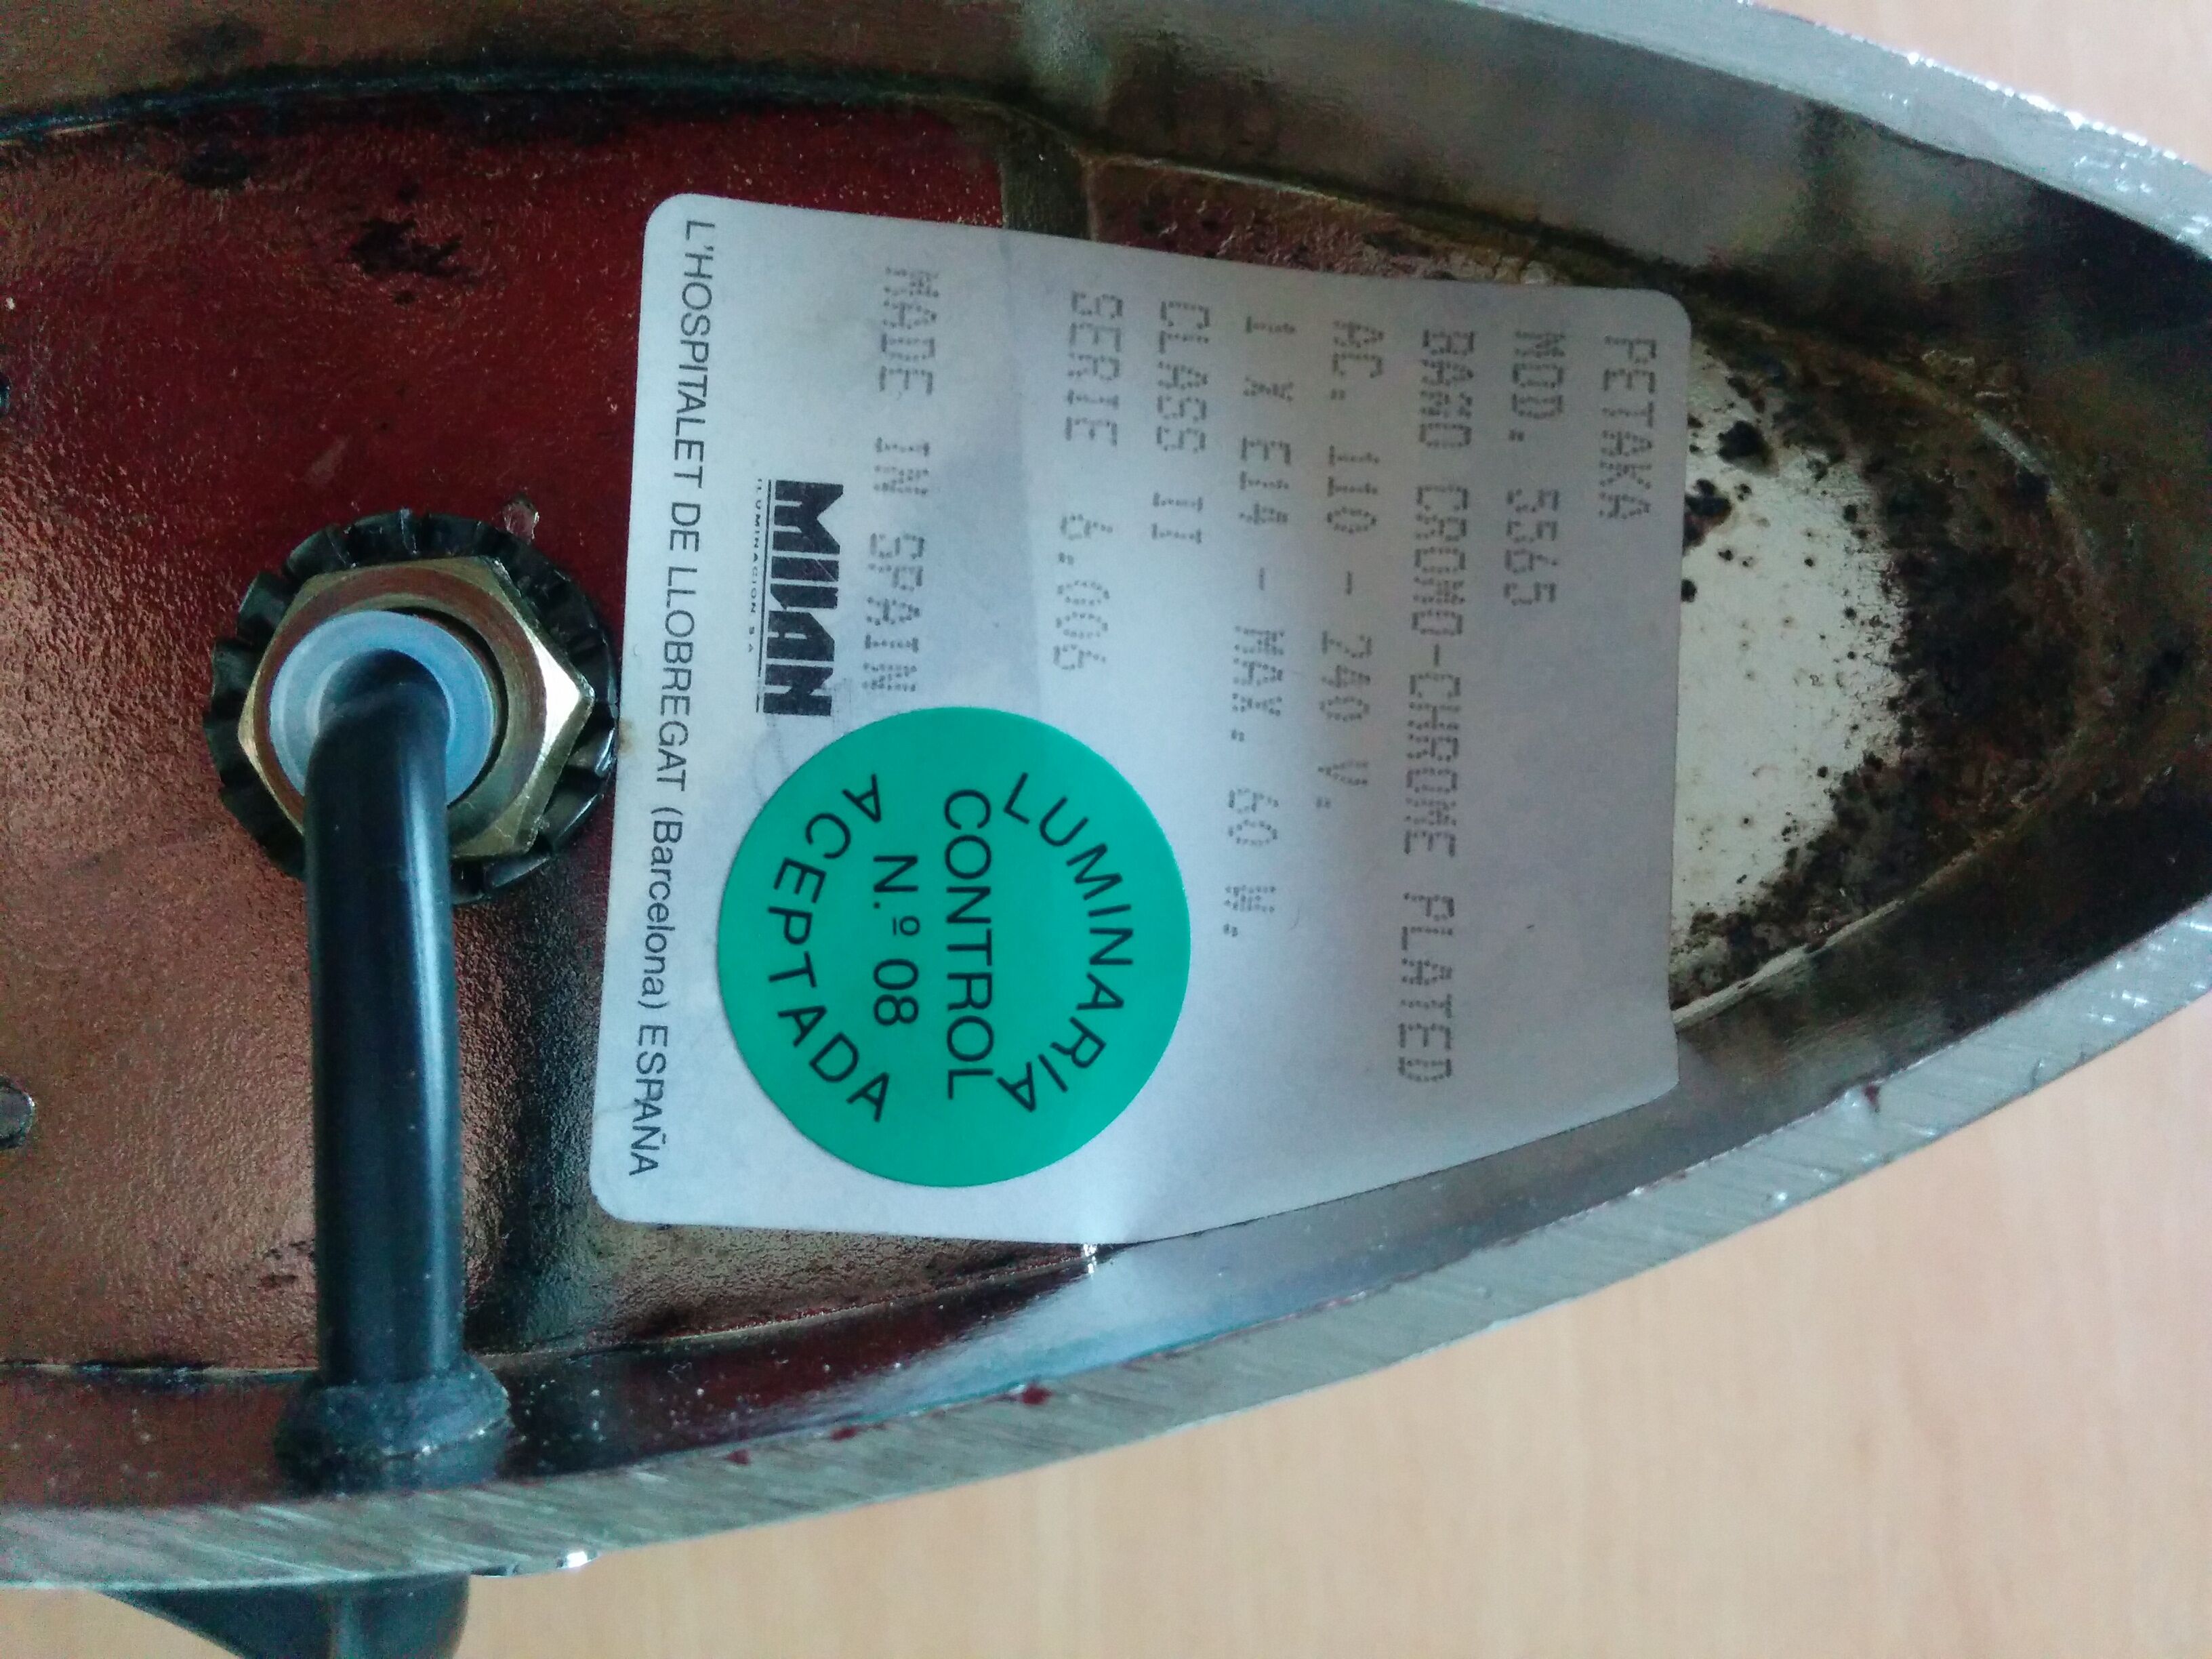 PETAKA
MOD. 5565
BAÑO CROMO-CHROME PLATED
AC. 110 - 240 V.
1 X E14 - MAX. 60 W.
CLASS II
SERIE 6.006
MADE IN SPAIN
MILAN
ILUMINACION S.A.
L'HOSPITALET DE LLOBREGAT (Barcelona) ESPAÑA
LUMINARIA
CONTROL
N.º 08
ACEPTADA